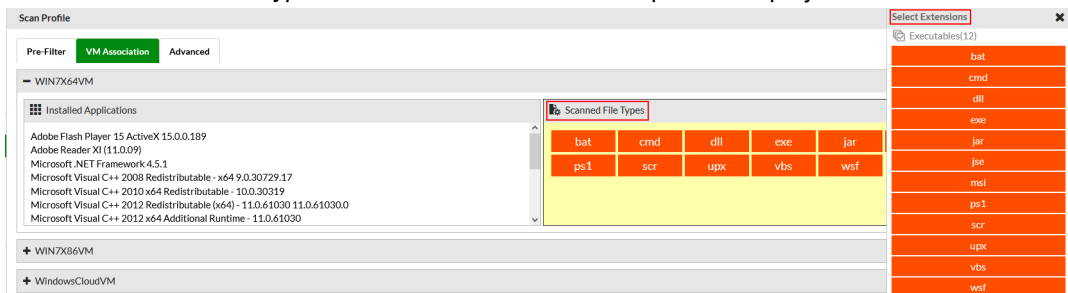 Scan Profile
Pre-Filter VM Association Advanced
WIN7X64VM
Installed Applications
Adobe Flash Player 15 ActiveX 15.0.0.189
Adobe Reader XI (11.0.09)
Microsoft .NET Framework 4.5.1
Microsoft Visual C++ 2008 Redistributable - x64 9.0.30729.17
Microsoft Visual C++ 2010 x64 Redistributable - 10.0.30319
Microsoft Visual C++ 2012 Redistributable (x64) - 11.0.61030 11.0.61030.0
Microsoft Visual C++ 2012 x64 Additional Runtime - 11.0.61030
Scanned File Types
bat cmd dll exe jar
ps1 scr upx vbs wsf
WIN7X86VM
WindowsCloudVM
Select Extensions
Executables(12)
bat
cmd
dll
exe
jar
jse
msi
ps1
scr
upx
vbs
wsf